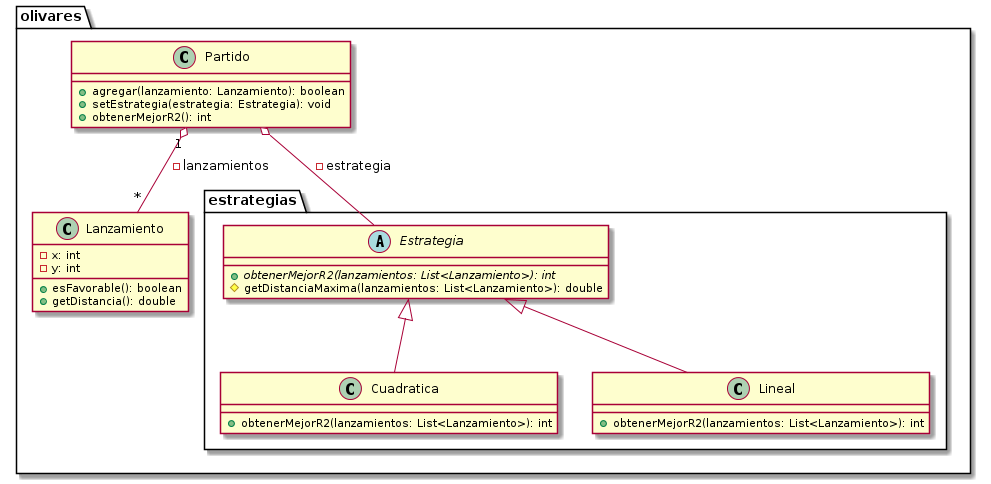 olivares
C Partido
agregar(lanzamiento: Lanzamiento): boolean
setEstrategia(estrategia: Estrategia): void
obtenerMejorR2(): int
1
lanzamientos
estrategia
*
estrategias
C Lanzamiento
x: int
y: int
esFavorable(): boolean
getDistancia(): double
A Estrategia
obtenerMejorR2(lanzamientos: List<Lanzamiento>): int
getDistanciaMaxima(lanzamientos: List<Lanzamiento>): double
C Cuadratica
obtenerMejorR2(lanzamientos: List<Lanzamiento>): int
C Lineal
obtenerMejorR2(lanzamientos: List<Lanzamiento>): int